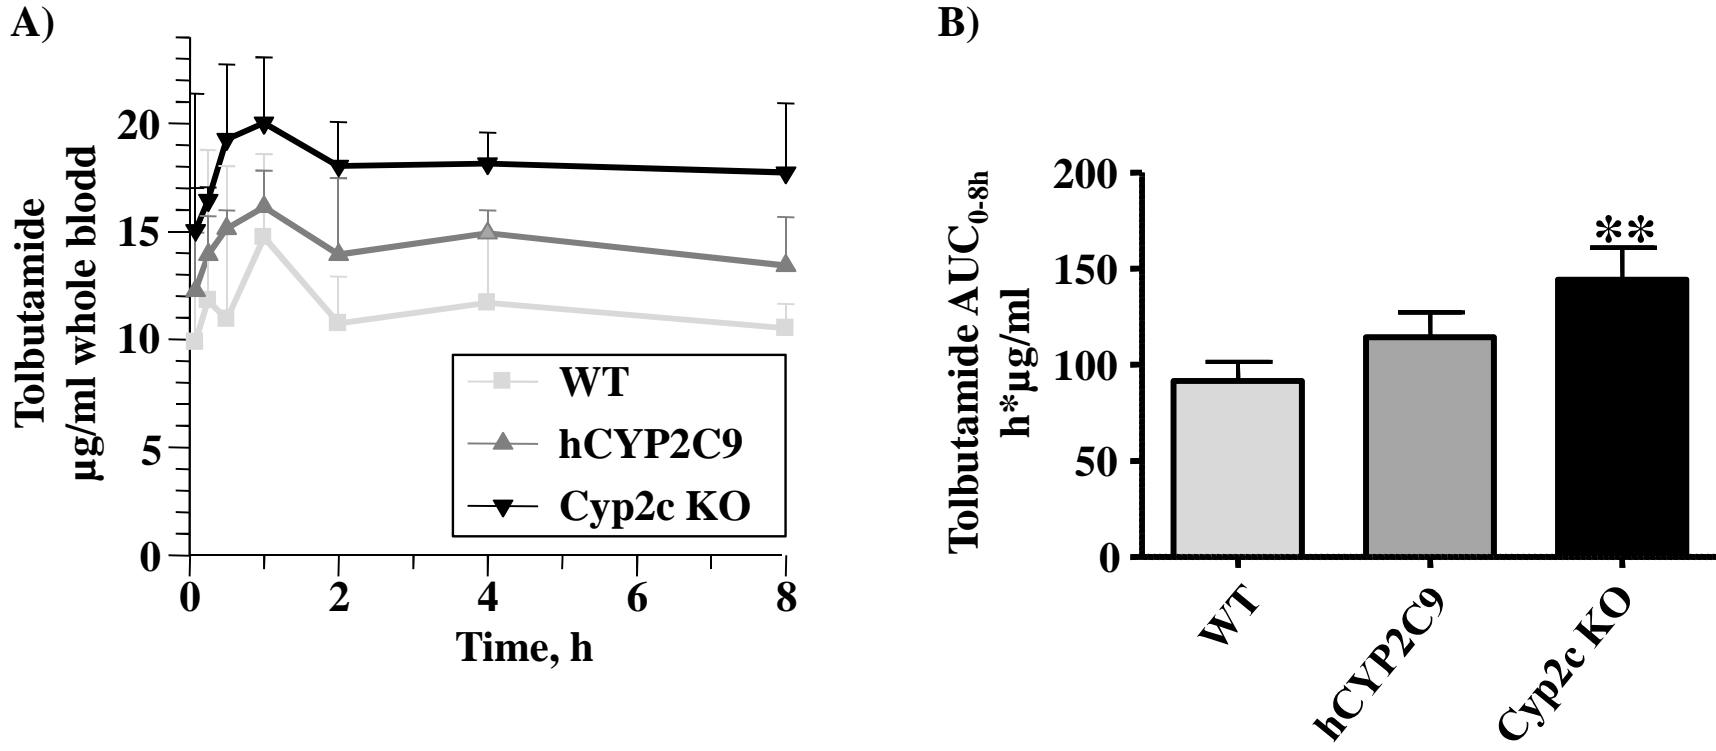 A)
Tolbutamide
µg/ml whole blodd
20
15
10
5
0
0 2 4 6 8
Time, h
WT
hCYP2C9
Cyp2c KO
B)
Tolbutamide AUC0-8h
h*µg/ml
200
150
100
50
0
**
WT
hCYP2C9
Cyp2c KO